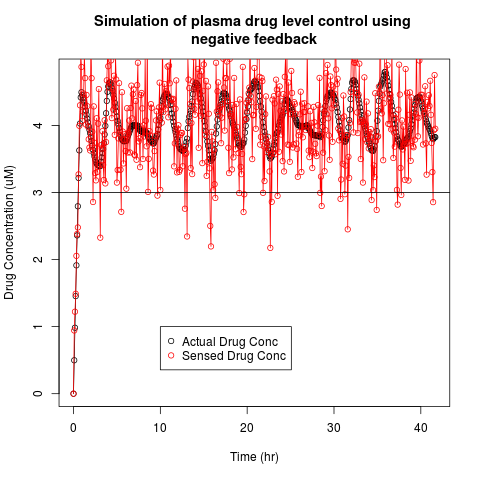 Simulation of plasma drug level control using
negative feedback
Drug Concentration (uM)
4
3
2
1
0
Actual Drug Conc
Sensed Drug Conc
0 10 20 30 40
Time (hr)